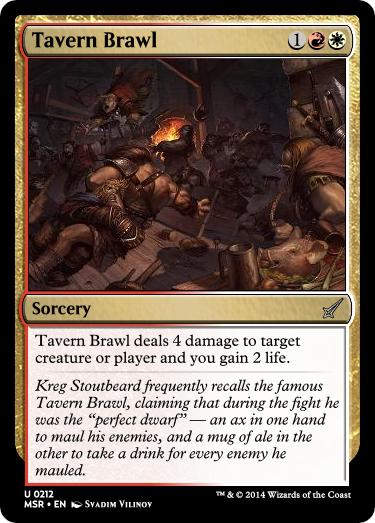 Tavern Brawl 1
Sorcery
Tavern Brawl deals 4 damage to target
creature or player and you gain 2 life.
Kreg Stoutbeard frequently recalls the famous
Tavern Brawl, claiming that during the fight he
was the “perfect dwarf” — an ax in one hand
to maul his enemies, and a mug of ale in the
other to take a drink for every enemy he
mauled.
U 0212
MSR • EN Svadim Vilinov ™ & © 2014 Wizards of the Coast